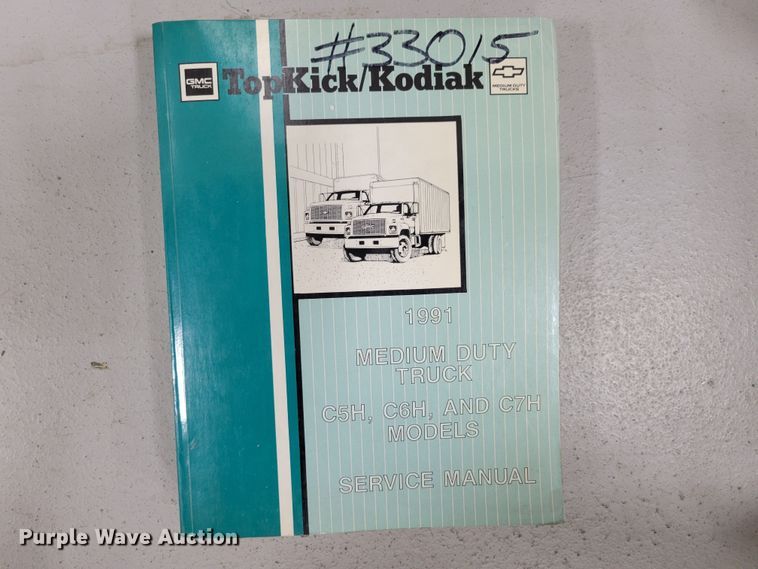 #33015
GMC
TRUCK
TopKick/Kodiak
MEDIUM DUTY
TRUCKS
1991
MEDIUM DUTY
TRUCK
C5H, C6H, AND C7H
MODELS
SERVICE MANUAL
Purple Wave Auction